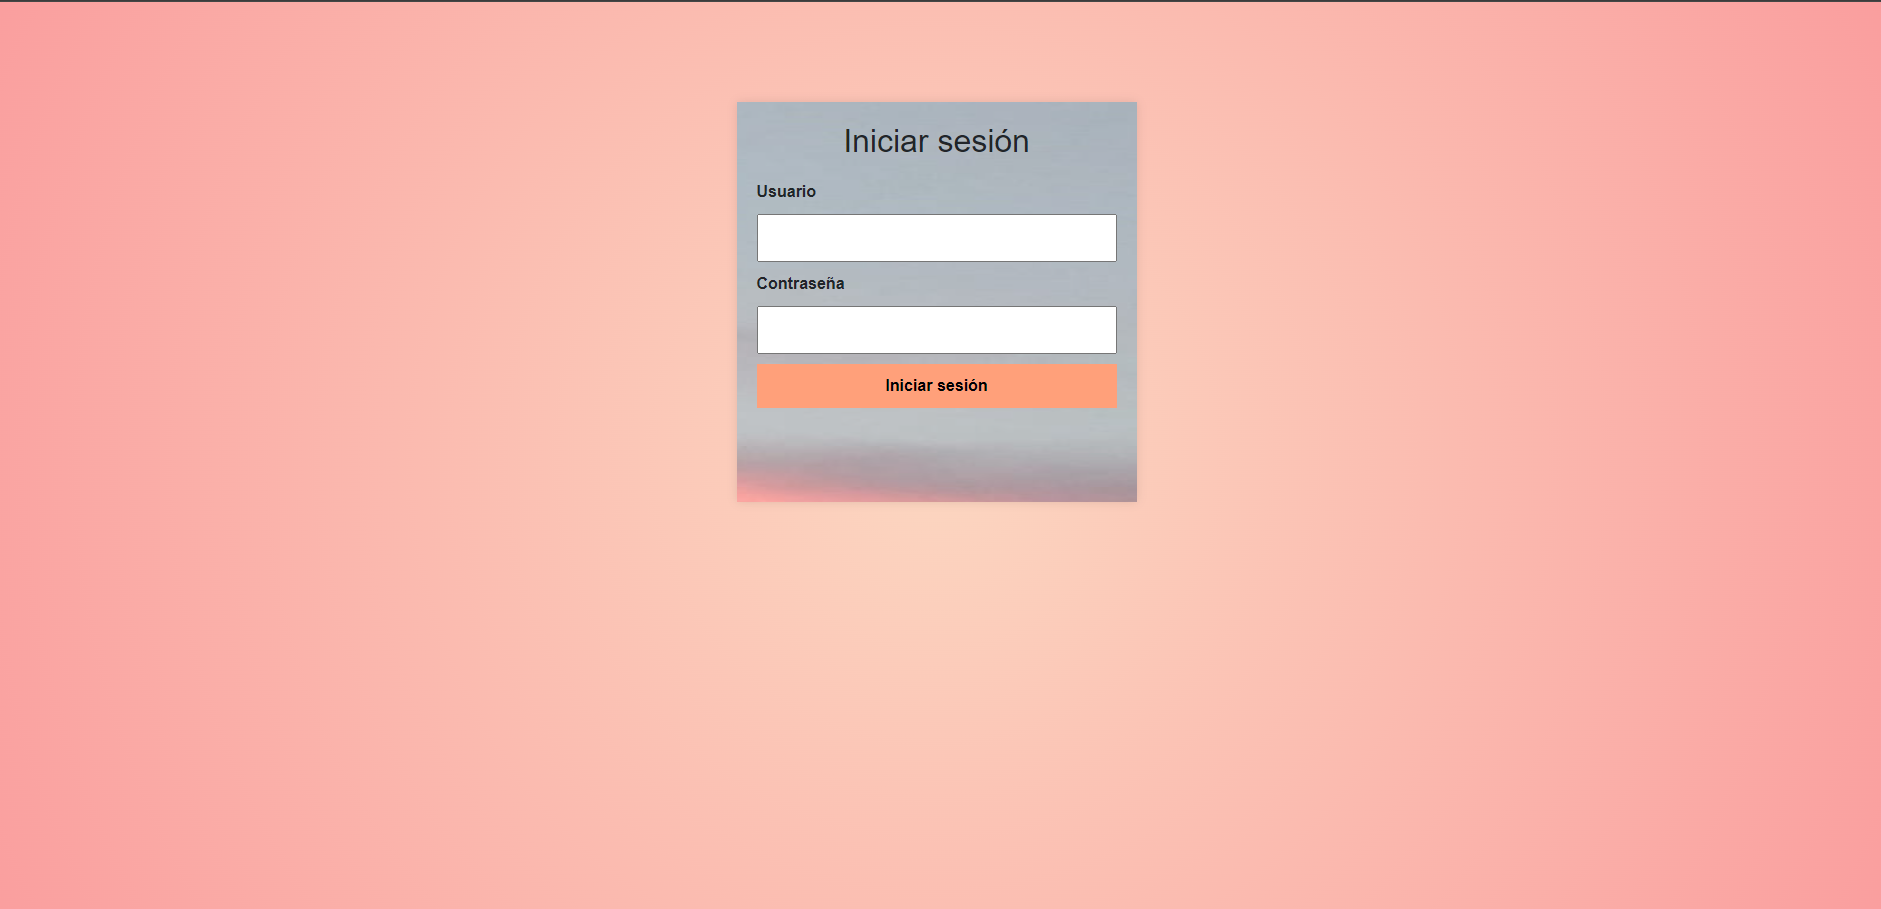 Iniciar sesión
Usuario
Contraseña
Iniciar sesión